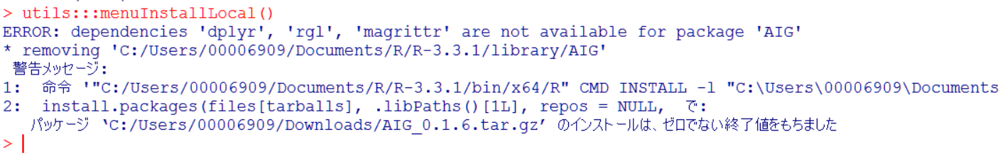 > utils:::menuInstallLocal()
ERROR: dependencies 'dplyr', 'rgl', 'magrittr' are not available for package 'AIG'
* removing 'C:/Users/00006909/Documents/R/R-3.3.1/library/AIG'
警告メッセージ:
1: 命令 '"C:/Users/00006909/Documents/R/R-3.3.1/bin/x64/R" CMD INSTALL -l "C:\Users\00006909\Documents
2: install.packages(files[tarballs], .libPaths()[1L], repos = NULL, で:
パッケージ ‘C:/Users/00006909/Downloads/AIG_0.1.6.tar.gz’ のインストールは、ゼロでない終了値をもちました
>